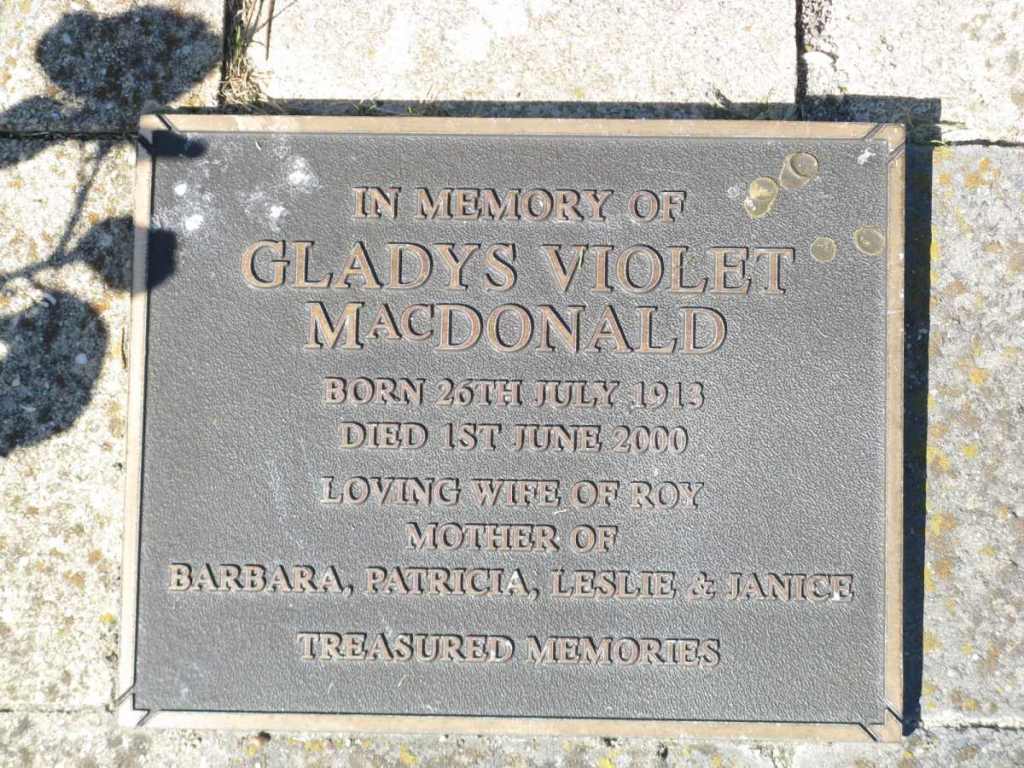 IN MEMORY OF
GLADYS VIOLET
MACDONALD
BORN 26TH JULY 1913
DIED 1ST JUNE 2000
LOVING WIFE OF ROY
MOTHER OF
BARBARA, PATRICIA, LESLIE & JANICE
TREASURED MEMORIES